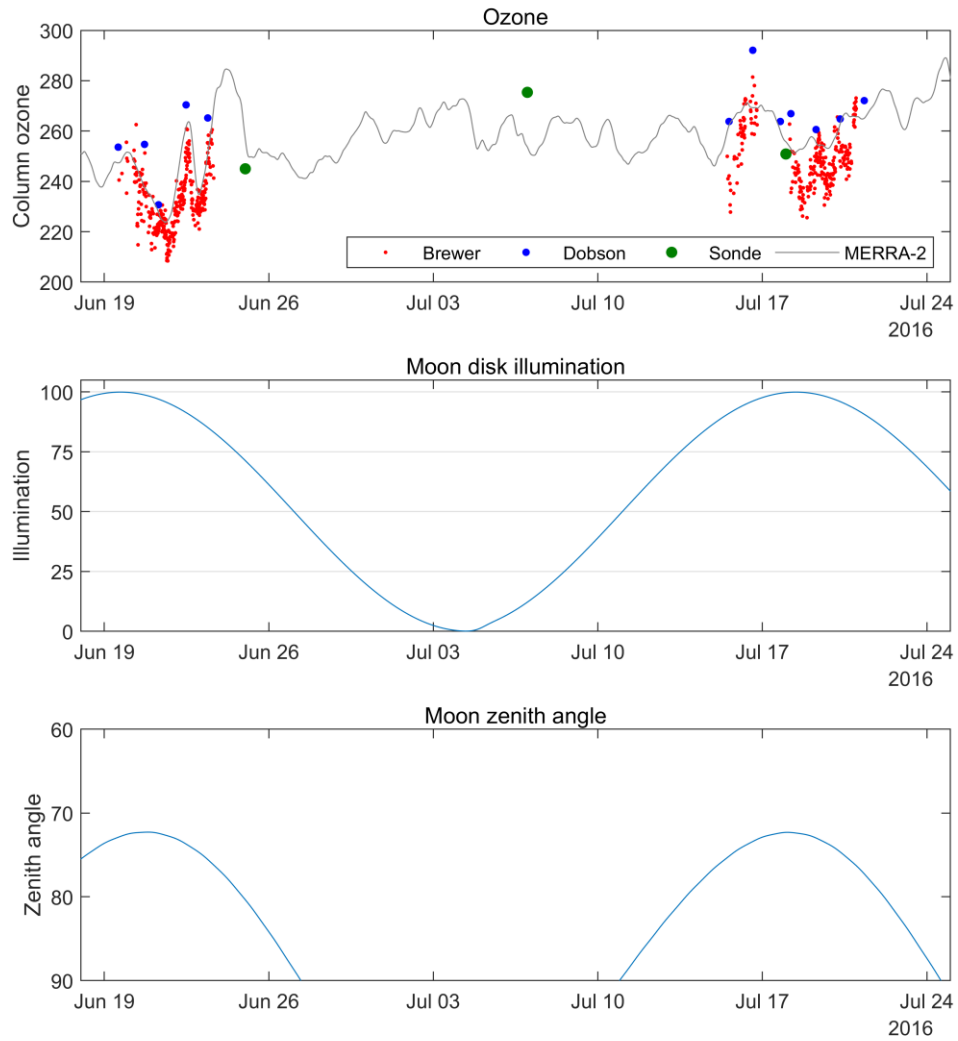 Ozone
300
280
260
240
220
200
Column ozone
Brewer Dobson Sonde MERRA-2
Jun 19 Jun 26 Jul 03 Jul 10 Jul 17 Jul 24
2016
Moon disk illumination
100
75
50
25
0
Illumination
Jun 19 Jun 26 Jul 03 Jul 10 Jul 17 Jul 24
2016
Moon zenith angle
60
70
80
90
Zenith angle
Jun 19 Jun 26 Jul 03 Jul 10 Jul 17 Jul 24
2016